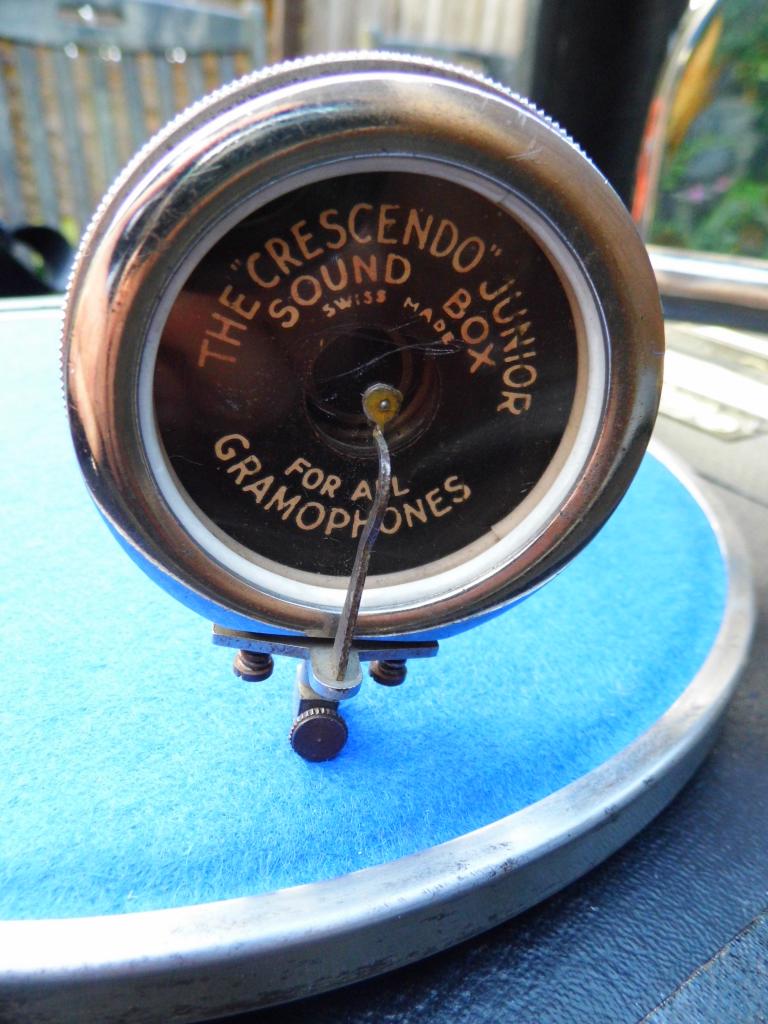 THE "CRESCENDO" JUNIOR
SOUND BOX
SWISS MADE
FOR ALL
GRAMOPHONES